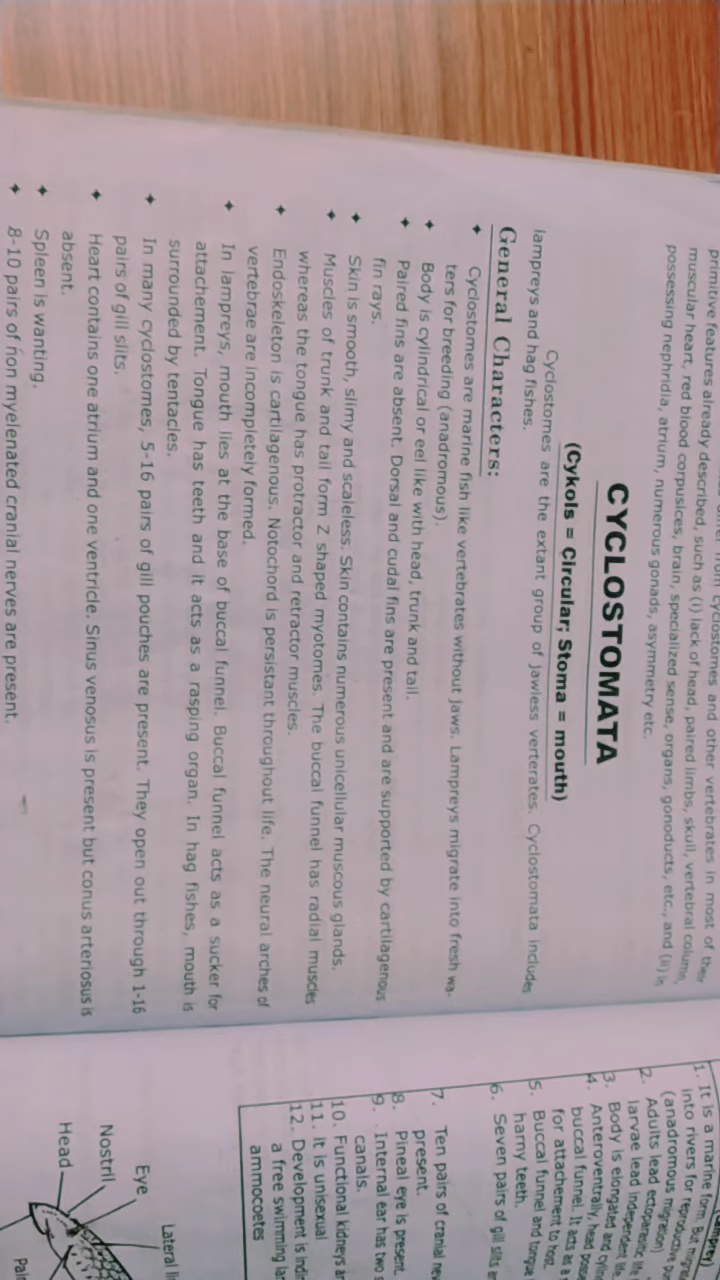 cyclostomes and other vertebrates in most of their
primitive features already described, such as (i) lack of head, paired limbs, skull, vertebral column,
muscular heart, red blood corpusices, brain, specialized sense, organs, gonoducts, etc., and (ii) is
possessing nephridia, atrium, numerous gonads, asymmetry etc.
CYCLOSTOMATA
(Cykols = Circular; Stoma = mouth)
Cyclostomes are the extant group of jawless verterates. Cyclostomata includes
lampreys and hag fishes.
General Characters:
✦ Cyclostomes are marine fish like vertebrates without jaws. Lampreys migrate into fresh wa-
ters for breeding (anadromous).
✦ Body is cylindrical or eel like with head, trunk and tail.
✦ Paired fins are absent. Dorsal and cudal fins are present and are supported by cartilagenous
fin rays.
✦ Skin is smooth, slimy and scaleless. Skin contains numerous unicellular muscous glands.
✦ Muscles of trunk and tail form Z shaped myotomes. The buccal funnel has radial muscles
whereas the tongue has protractor and retractor muscles.
✦ Endoskeleton is cartilagenous. Notochord is persistant throughout life. The neural arches of
vertebrae are incompletely formed.
✦ In lampreys, mouth lies at the base of buccal funnel. Buccal funnel acts as a sucker for
attachement. Tongue has teeth and it acts as a rasping organ. In hag fishes, mouth is
surrounded by tentacles.
✦ In many cyclostomes, 5-16 pairs of gill pouches are present. They open out through 1-16
pairs of gill slits.
✦ Heart contains one atrium and one ventricle. Sinus venosus is present but conus arteriosus is
absent.
✦ Spleen is wanting.
✦ 8-10 pairs of non myelenated cranial nerves are present.
1. It is a marine form. But
into rivers for reproductive
(anadromous migration)
2. Adults lead ectoparasitic
larvae lead independent
3. Body is elongated and
4. Anteroventrally, head
buccal funnel. It acts as a
for attachement to host.
5. Buccal funnel and tongue
harny teeth.
6. Seven pairs of gill slits
7. Ten pairs of cranial
present.
8. Pineal eye is present.
9. Internal ear has two
canals.
10. Functional kidneys
11. It is unisexual
12. Development is
a free swimming
ammocoetes
Lateral
Eye
Nostril
Head